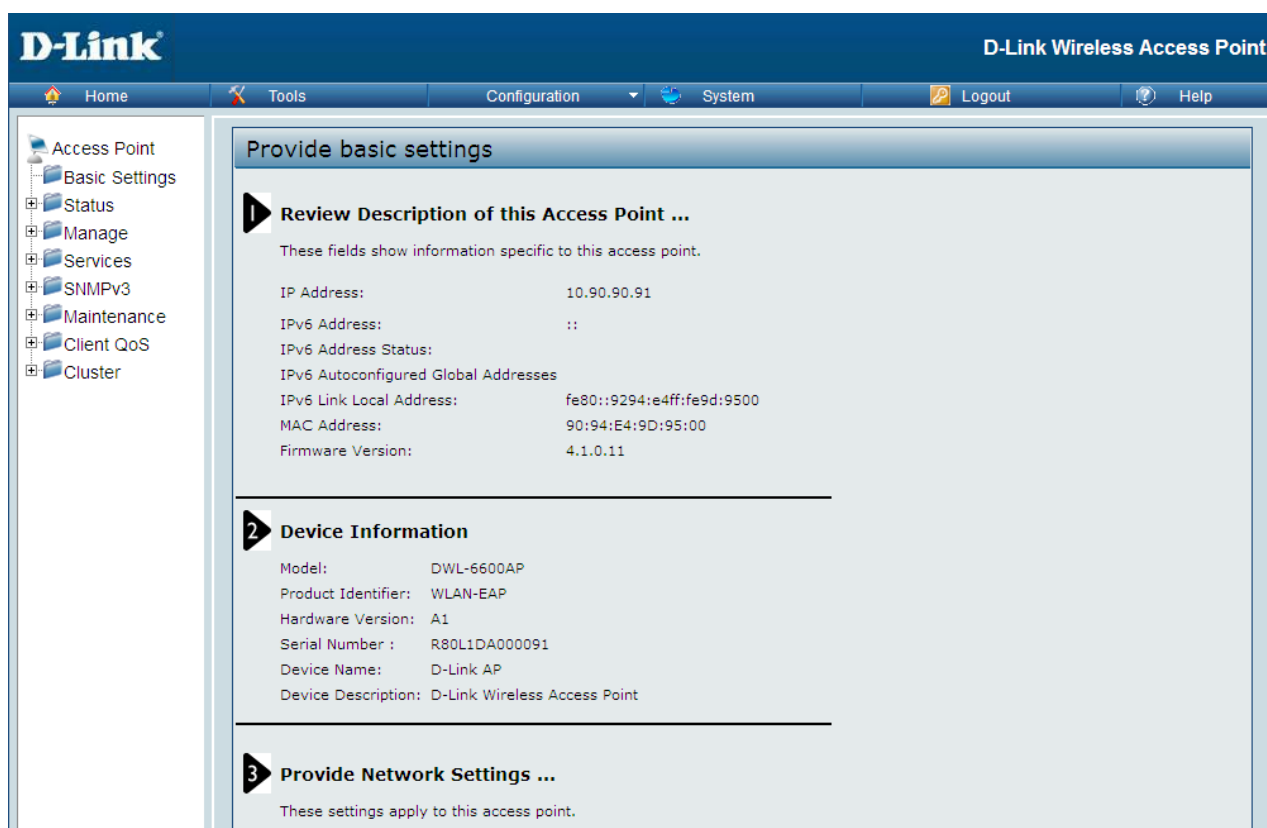 D-Link
D-Link Wireless Access Point
Home Tools Configuration System Logout Help
Access Point
Basic Settings
Status
Manage
Services
SNMPv3
Maintenance
Client QoS
Cluster
Provide basic settings
1 Review Description of this Access Point ...
These fields show information specific to this access point.
IP Address: 10.90.90.91
IPv6 Address: ::
IPv6 Address Status:
IPv6 Autoconfigured Global Addresses
IPv6 Link Local Address: fe80::9294:e4ff:fe9d:9500
MAC Address: 90:94:E4:9D:95:00
Firmware Version: 4.1.0.11
2 Device Information
Model: DWL-6600AP
Product Identifier: WLAN-EAP
Hardware Version: A1
Serial Number : R80L1DA000091
Device Name: D-Link AP
Device Description: D-Link Wireless Access Point
3 Provide Network Settings ...
These settings apply to this access point.